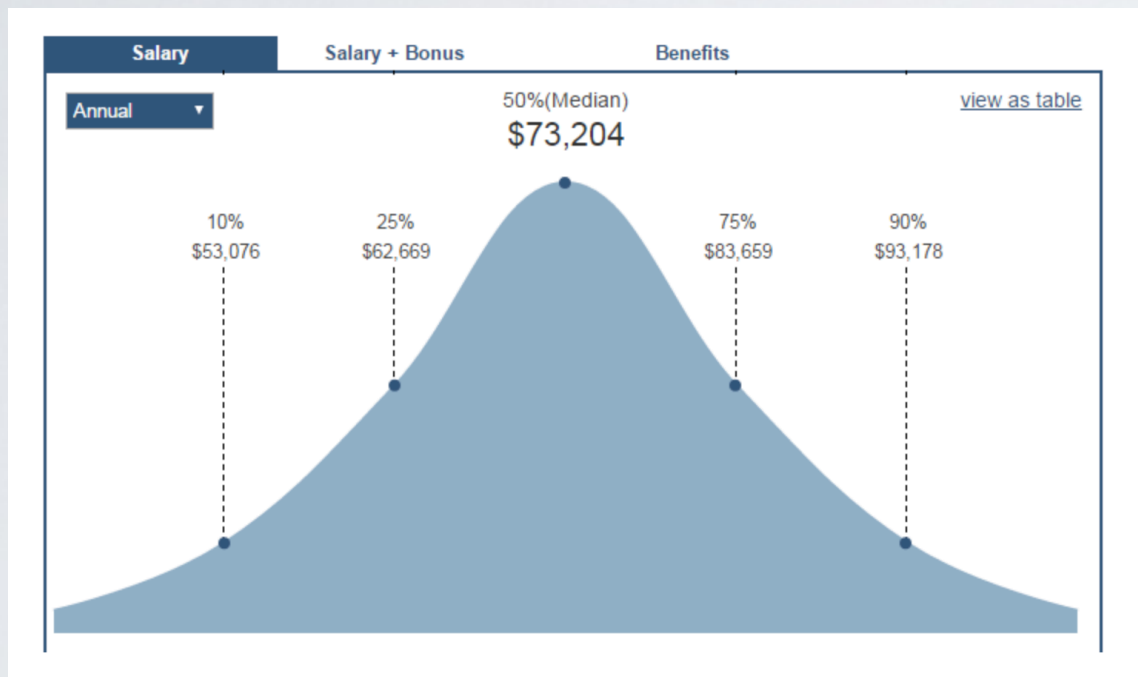 Salary
Salary + Bonus
Benefits
Annual
50%(Median)
$73,204
view as table
10%
$53,076
25%
$62,669
75%
$83,659
90%
$93,178